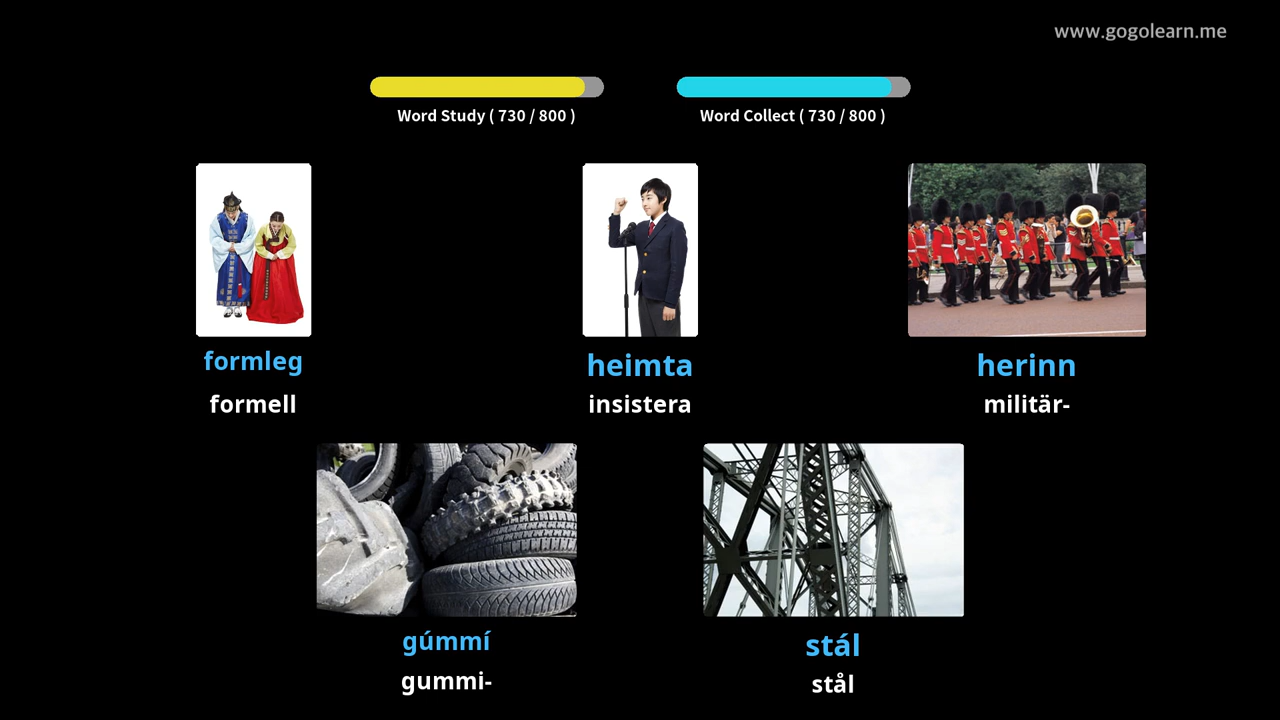 www.gogolearn.me
Word Study ( 730 / 800 )
Word Collect ( 730 / 800 )
formleg
formell
heimta
insistera
herinn
militär-
gúmmí
gummi-
stál
stål